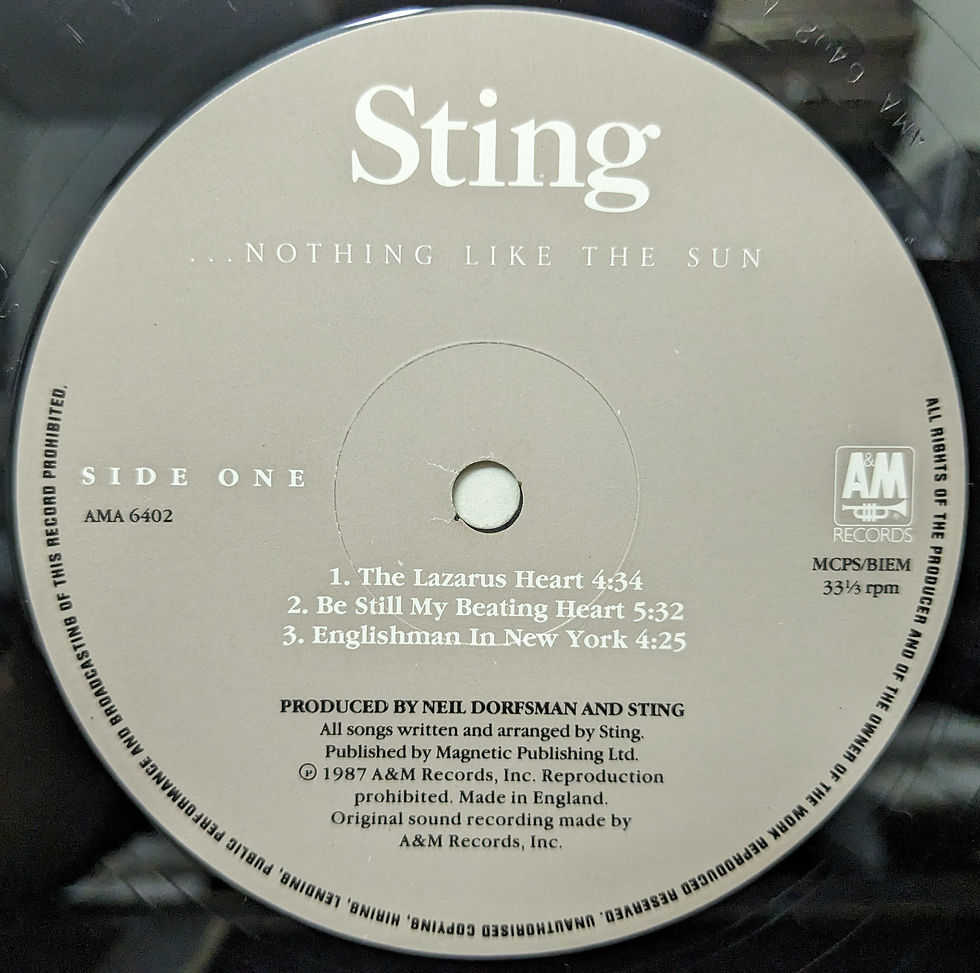 Sting
...NOTHING LIKE THE SUN
SIDE ONE
AMA 6402
A&M
RECORDS
MCPS/BIEM
33⅓ rpm
1. The Lazarus Heart 4:34
2. Be Still My Beating Heart 5:32
3. Englishman In New York 4:25
PRODUCED BY NEIL DORFSMAN AND STING
All songs written and arranged by Sting.
Published by Magnetic Publishing Ltd.
℗ 1987 A&M Records, Inc. Reproduction
prohibited. Made in England.
Original sound recording made by
A&M Records, Inc.
ALL RIGHTS OF THE PRODUCER AND OF THE OWNER OF THE WORK REPRODUCED RESERVED. UNAUTHORISED COPYING, HIRING, LENDING, PUBLIC PERFORMANCE AND BROADCASTING OF THIS RECORD PROHIBITED.
AMA 6402